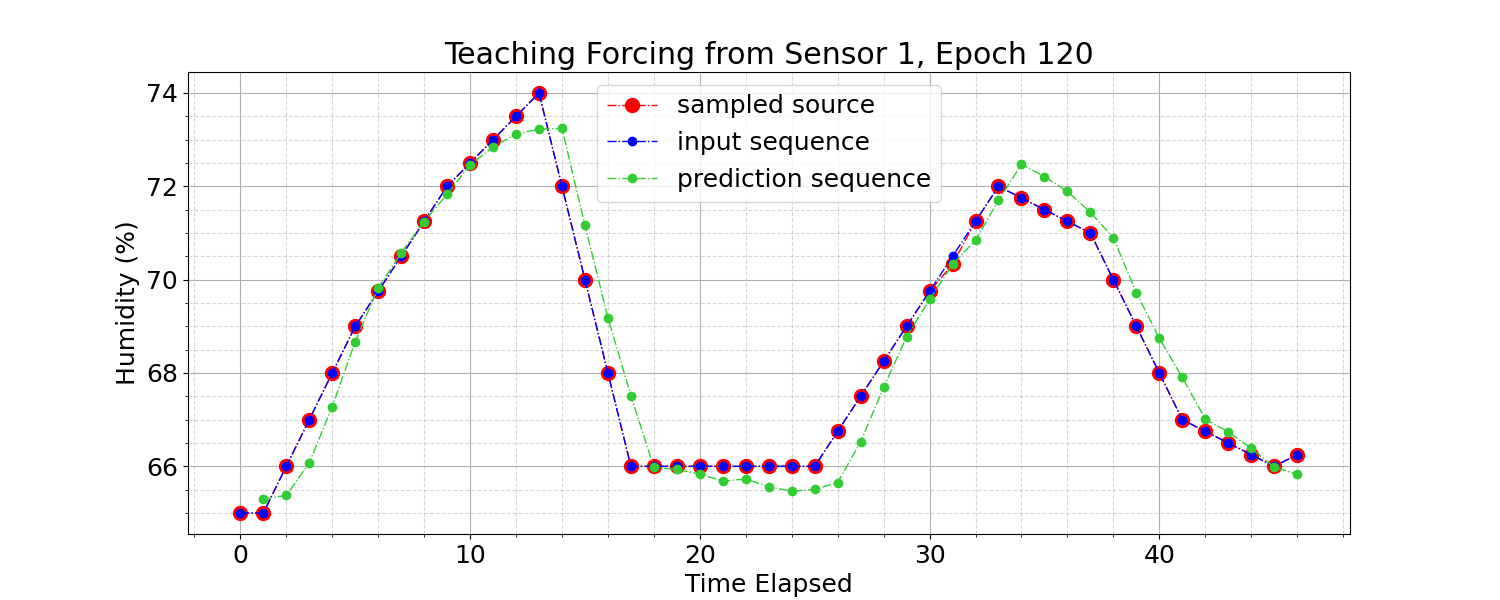 Teaching Forcing from Sensor 1, Epoch 120
74
72
70
68
66
Humidity (%)
sampled source
input sequence
prediction sequence
0 10 20 30 40
Time Elapsed